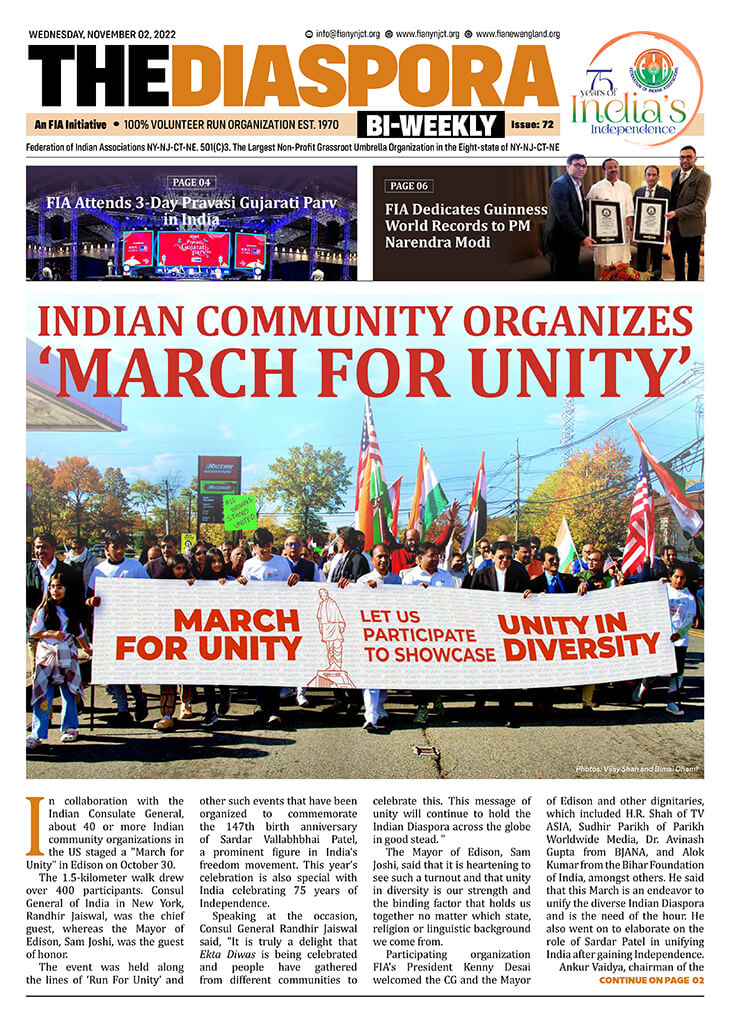 WEDNESDAY, NOVEMBER 02, 2022
info@fianynjct.org
www.fianynjct.org
www.fianewengland.org
THEDIASPORA
An FIA Initiative • 100% VOLUNTEER RUN ORGANIZATION EST. 1970
BI-WEEKLY
Issue: 72
75
years of
India's
Independence
Federation of Indian Associations NY-NJ-CT-NE. 501(C)3. The Largest Non-Profit Grassroot Umbrella Organization in the Eight-state of NY-NJ-CT-NE
PAGE 04
FIA Attends 3-Day Pravasi Gujarati Parv
in India
Pravasi
Gujarati
Parv
PAGE 06
FIA Dedicates Guinness
World Records to PM
Narendra Modi
INDIAN COMMUNITY ORGANIZES
‘MARCH FOR UNITY’
ALL INDIANS
STAND
UNITED
MARCH
FOR UNITY
LET US
PARTICIPATE
TO SHOWCASE
UNITY IN
DIVERSITY
Photos: Vijay Shah and Bimal Dhami
In collaboration with the
Indian Consulate General,
about 40 or more Indian
community organizations in
the US staged a "March for
Unity" in Edison on October 30.
The 1.5-kilometer walk drew
over 400 participants. Consul
General of India in New York,
Randhir Jaiswal, was the chief
guest, whereas the Mayor of
Edison, Sam Joshi, was the guest
of honor.
The event was held along
the lines of ‘Run For Unity’ and
other such events that have been
organized to commemorate
the 147th birth anniversary
of Sardar Vallabhbhai Patel,
a prominent figure in India's
freedom movement. This year's
celebration is also special with
India celebrating 75 years of
Independence.
Speaking at the occasion,
Consul General Randhir Jaiswal
said, "It is truly a delight that
Ekta Diwas is being celebrated
and people have gathered
from different communities to
celebrate this. This message of
unity will continue to hold the
Indian Diaspora across the globe
in good stead. "
The Mayor of Edison, Sam
Joshi, said that it is heartening to
see such a turnout and that unity
in diversity is our strength and
the binding factor that holds us
together no matter which state,
religion or linguistic background
we come from.
Participating organization
FIA's President Kenny Desai
welcomed the CG and the Mayor
of Edison and other dignitaries,
which included H.R. Shah of TV
ASIA, Sudhir Parikh of Parikh
Worldwide Media, Dr. Avinash
Gupta from BJANA, and Alok
Kumar from the Bihar Foundation
of India, amongst others. He said
that this March is an endeavor to
unify the diverse Indian Diaspora
and is the need of the hour. He
also went on to elaborate on the
role of Sardar Patel in unifying
India after gaining Independence.
Ankur Vaidya, chairman of the
CONTINUE ON PAGE 02